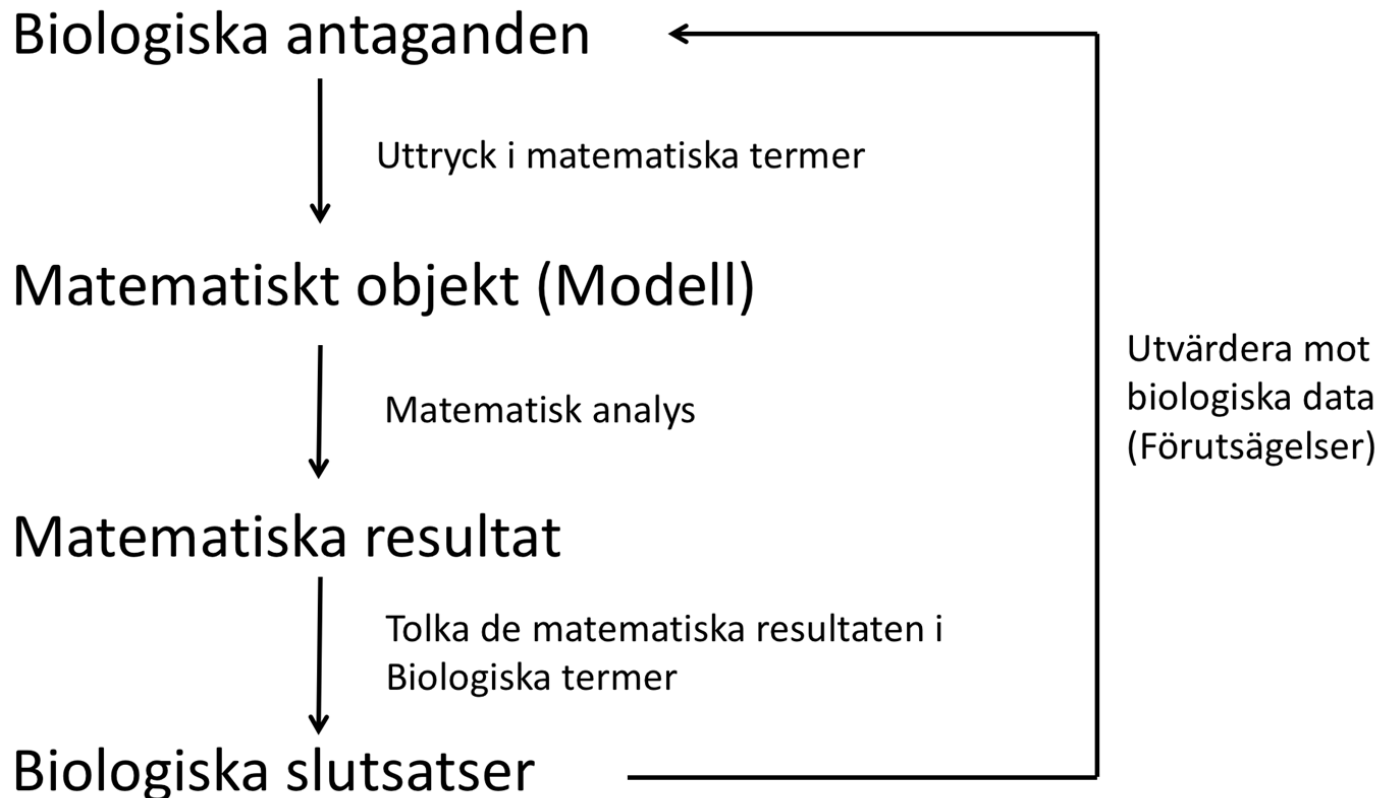 Biologiska antaganden
Uttryck i matematiska termer
Matematiskt objekt (Modell)
Matematisk analys
Matematiska resultat
Tolka de matematiska resultaten i
Biologiska termer
Biologiska slutsatser
Utvärdera mot
biologiska data
(Förutsägelser)